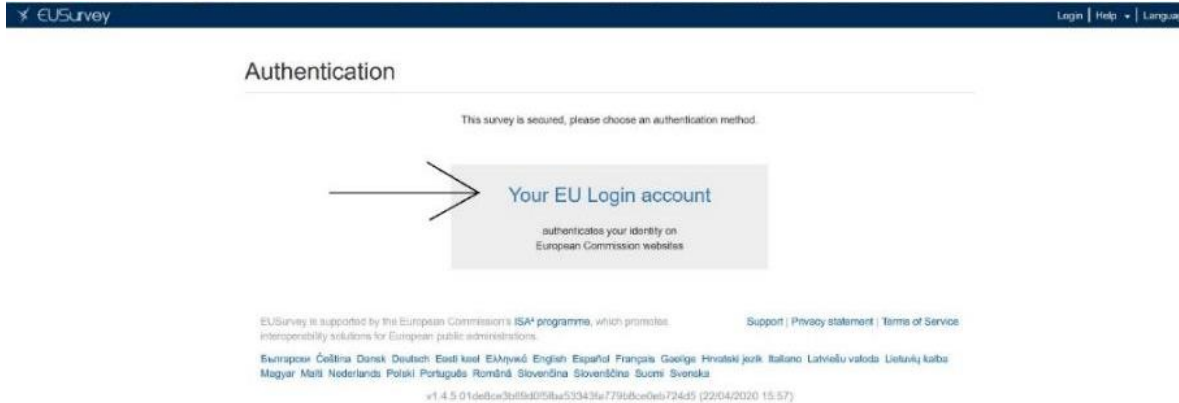 EUSurvey
Login | Help | Languag
Authentication
This survey is secured, please choose an authentication method.
Your EU Login account
authenticates your identity on
European Commission websites
EUSurvey is supported by the European Commission's ISA² programme, which promotes
interoperability solutions for European public administrations.
Support | Privacy statement | Terms of Service
Български Čeština Dansk Deutsch Eesti keel Ελληνικά English Español Français Gaeilge Hrvatski jezik Italiano Latviešu valoda Lietuvių kalba
Magyar Malti Nederlands Polski Português Română Slovenčina Slovenščina Suomi Svenska
(22/04/2020 15:57)